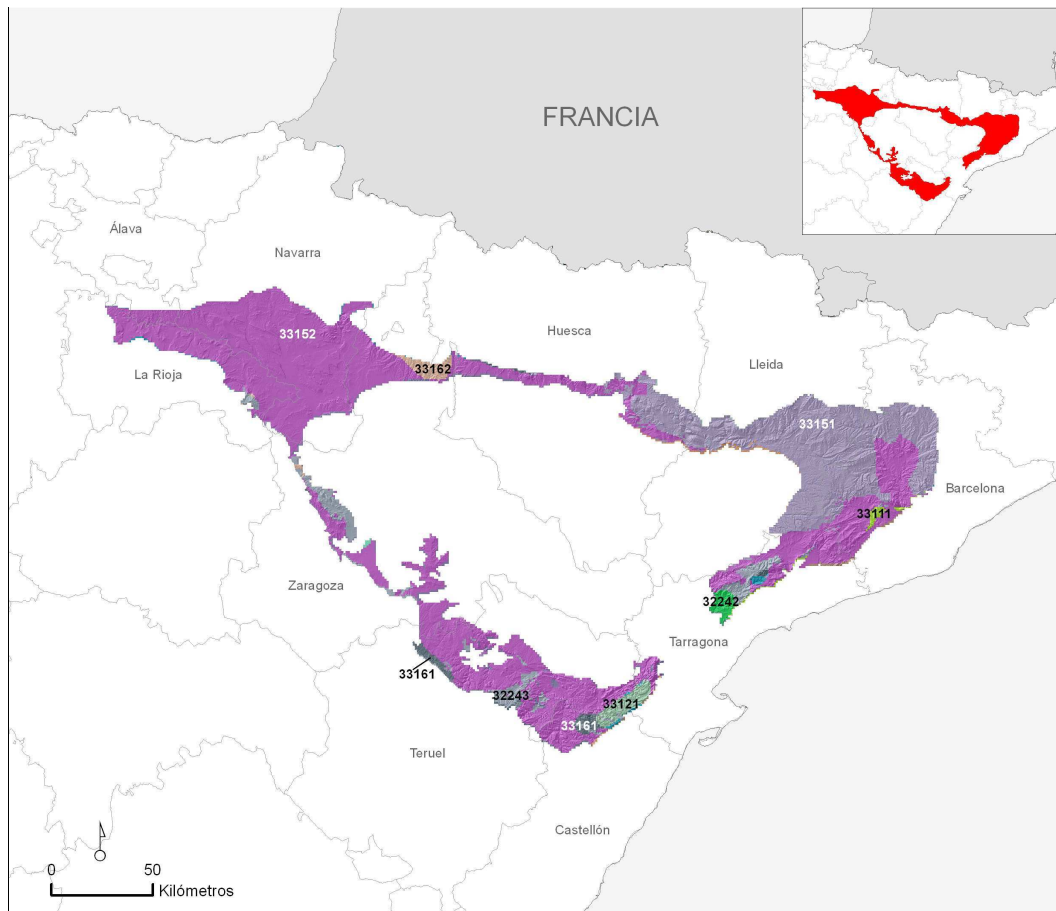 FRANCIA
Álava
Navarra
33152
Huesca
33162
La Rioja
Lleida
33151
Barcelona
33111
Zaragoza
32242
Tarragona
33161
32243
33121
33161
Teruel
Castellón
0 50
Kilómetros